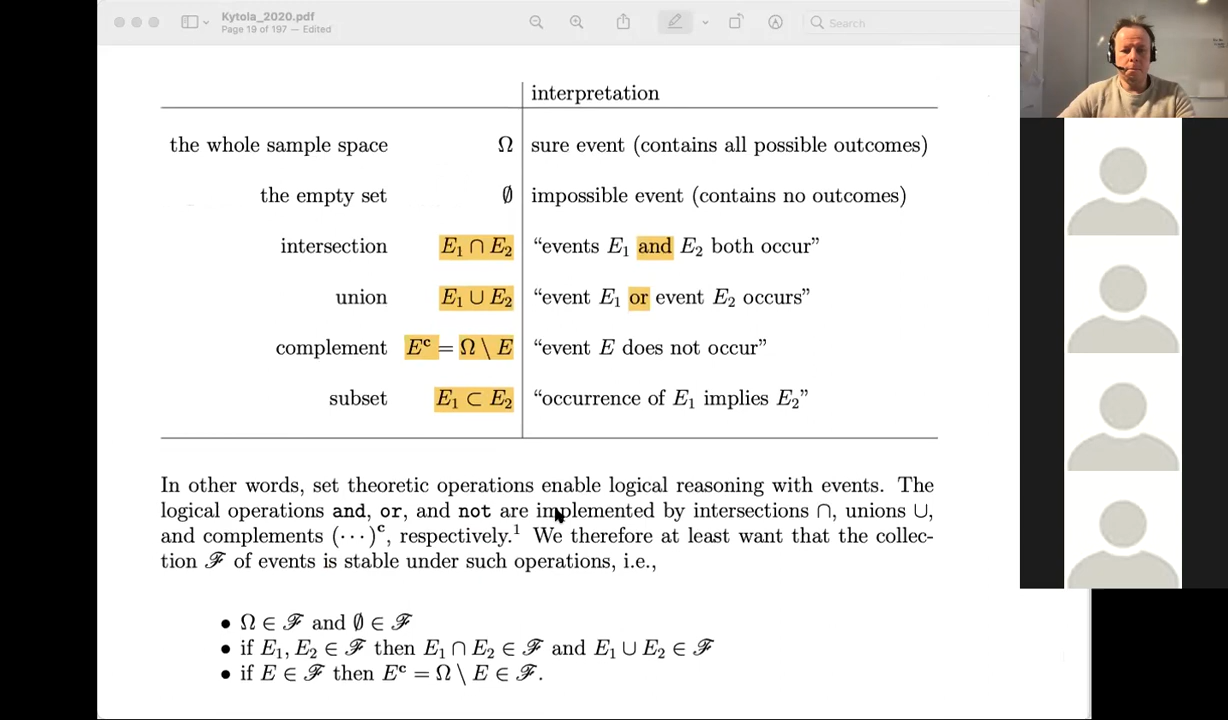 Kytola_2020.pdf
Page 19 of 197 — Edited
Search
interpretation
the whole sample space Ω sure event (contains all possible outcomes)
the empty set ∅ impossible event (contains no outcomes)
intersection E₁ ∩ E₂ “events E₁ and E₂ both occur”
union E₁ ∪ E₂ “event E₁ or event E₂ occurs”
complement Eᶜ = Ω \ E “event E does not occur”
subset E₁ ⊂ E₂ “occurrence of E₁ implies E₂”
In other words, set theoretic operations enable logical reasoning with events. The
logical operations and, or, and not are implemented by intersections ∩, unions ∪,
and complements (⋯)ᶜ, respectively.¹ We therefore at least want that the collec-
tion ℱ of events is stable under such operations, i.e.,
• Ω ∈ ℱ and ∅ ∈ ℱ
• if E₁, E₂ ∈ ℱ then E₁ ∩ E₂ ∈ ℱ and E₁ ∪ E₂ ∈ ℱ
• if E ∈ ℱ then Eᶜ = Ω \ E ∈ ℱ.